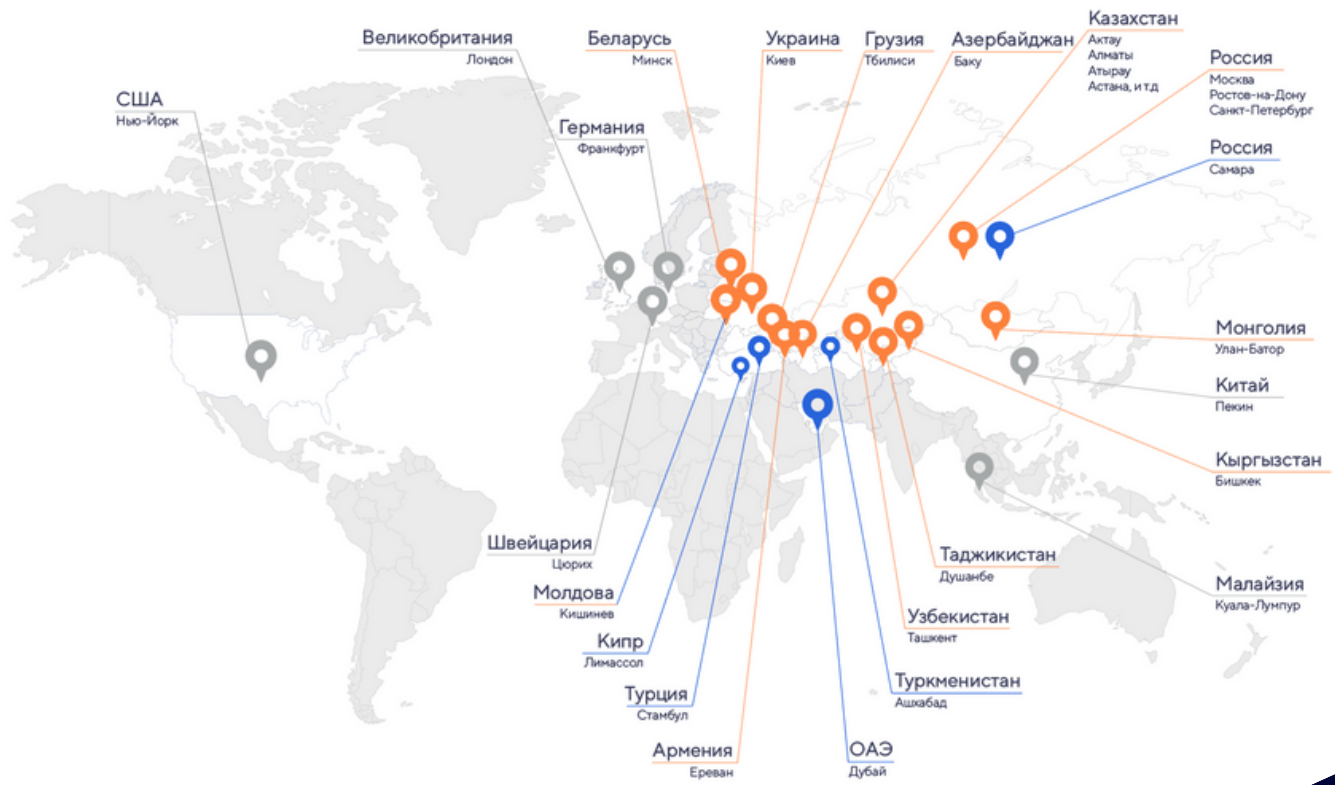 Великобритания
Лондон
Беларусь
Минск
Украина
Киев
Грузия
Тбилиси
Азербайджан
Баку
Казахстан
Актау
Алматы
Атырау
Астана, и т.д
Россия
Москва
Ростов-на-Дону
Санкт-Петербург
США
Нью-Йорк
Германия
Франкфурт
Россия
Самара
Монголия
Улан-Батор
Китай
Пекин
Кыргызстан
Бишкек
Швейцария
Цюрих
Таджикистан
Душанбе
Молдова
Кишинев
Малайзия
Куала-Лумпур
Узбекистан
Ташкент
Кипр
Лимассол
Туркменистан
Ашхабад
Турция
Стамбул
Армения
Ереван
ОАЭ
Дубай